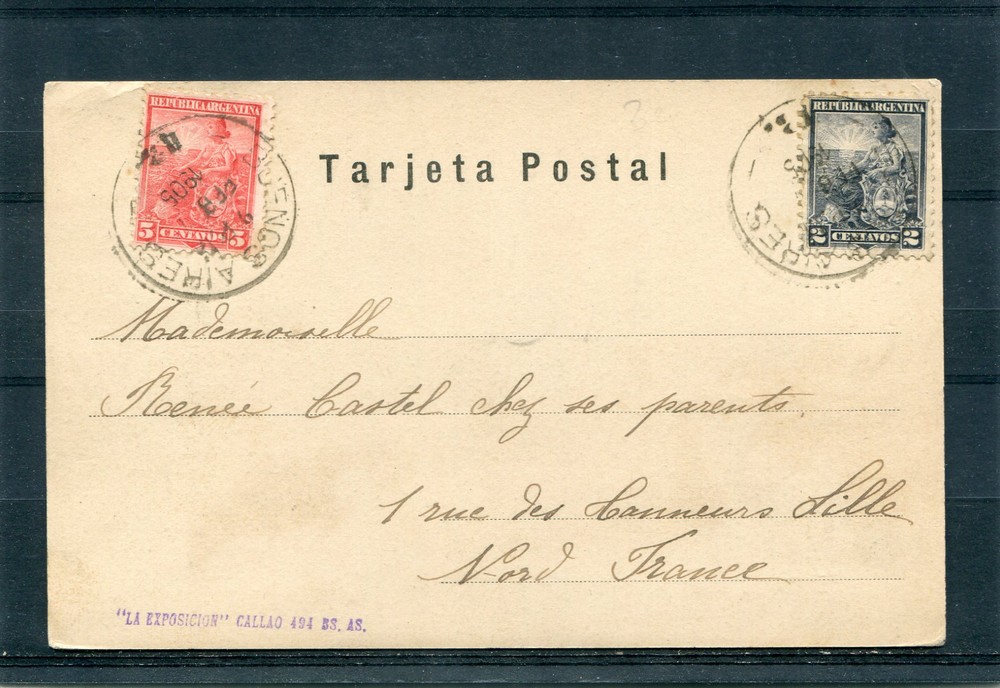 REPUBLICA ARGENTINA
5 CENTAVOS 5
BUENOS AIRES
FEB
1905
Tarjeta Postal
REPUBLICA ARGENTINA
2 CENTAVOS 2
AIRES
Mademoiselle
Renée Castel chez ses parents.
1 rue des Tanneurs Lille
Nord France
"LA EXPOSICION" CALLAO 494 BS. AS.